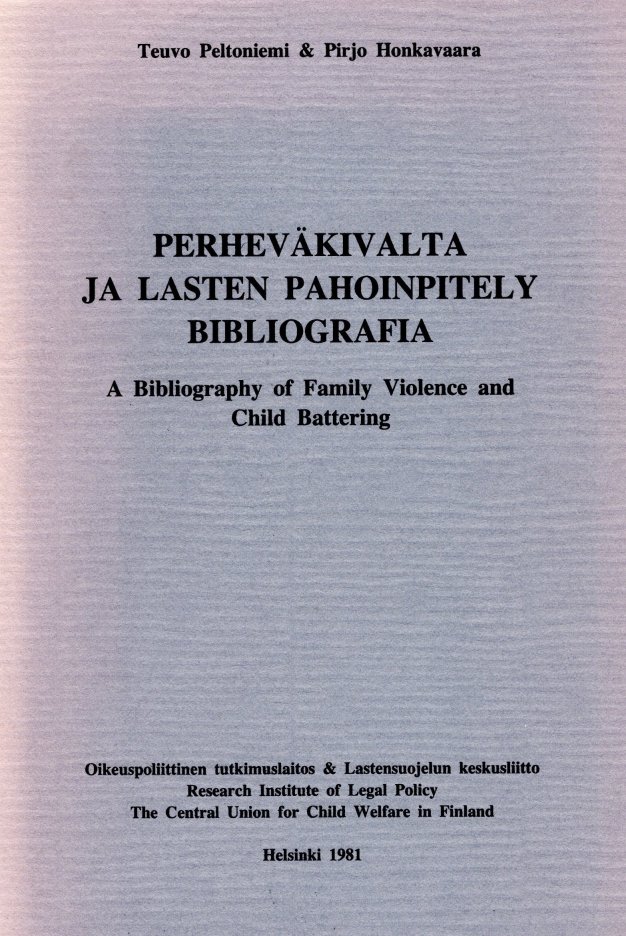 Teuvo Peltoniemi & Pirjo Honkavaara
PERHEVÄKIVALTA
JA LASTEN PAHOINPITELY
BIBLIOGRAFIA
A Bibliography of Family Violence and
Child Battering
Oikeuspoliittinen tutkimuslaitos & Lastensuojelun keskusliitto
Research Institute of Legal Policy
The Central Union for Child Welfare in Finland
Helsinki 1981